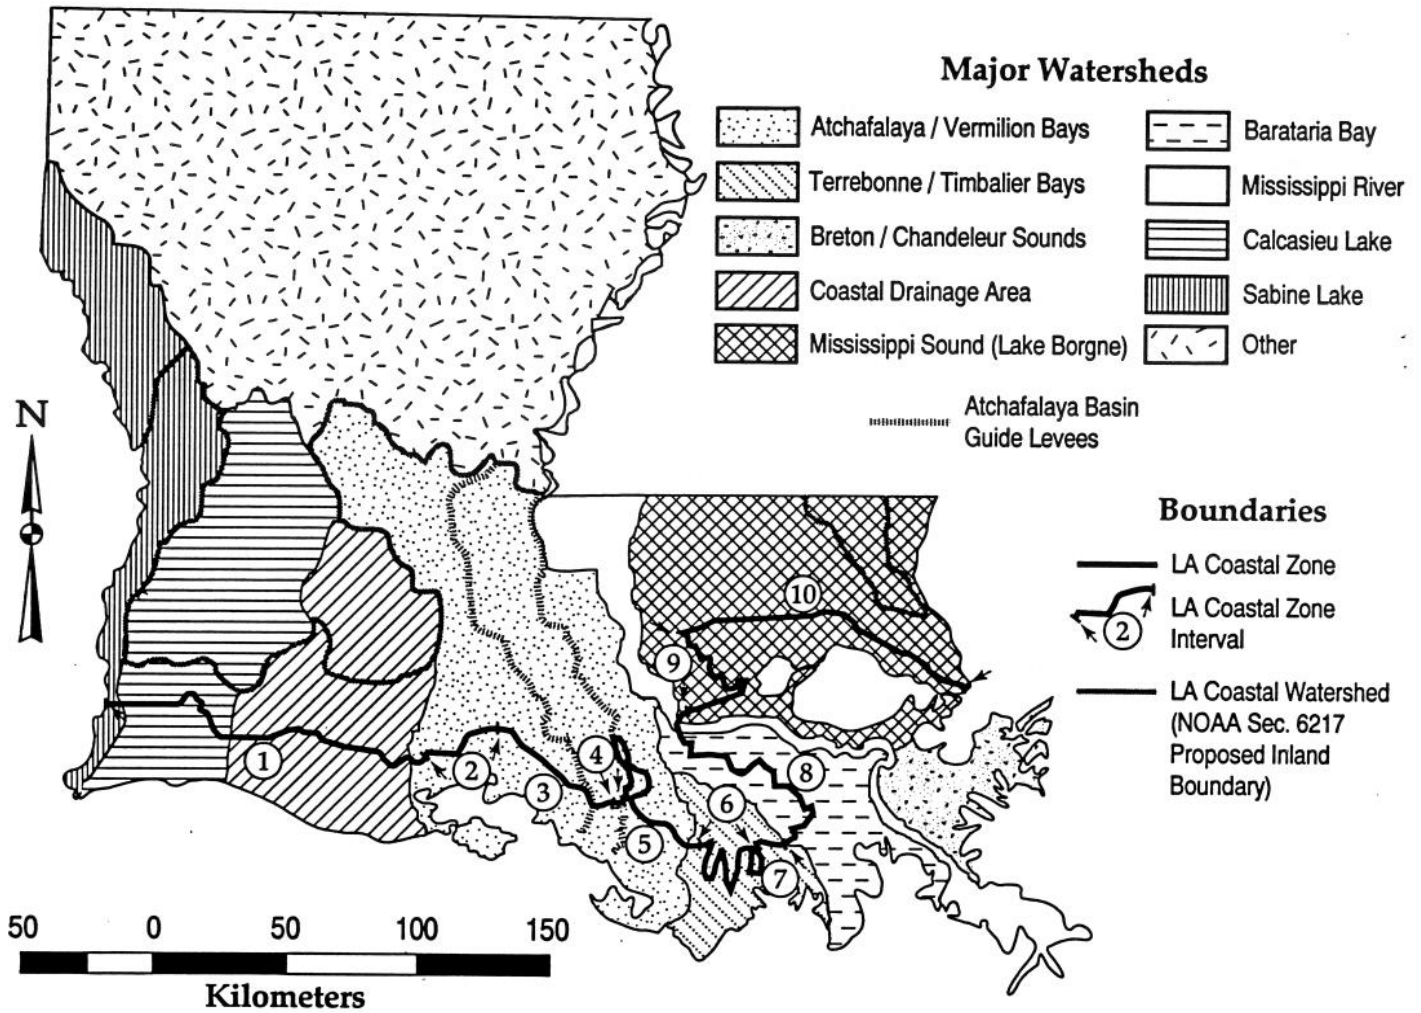 Major Watersheds
Atchafalaya / Vermilion Bays
Terrebonne / Timbalier Bays
Breton / Chandeleur Sounds
Coastal Drainage Area
Mississippi Sound (Lake Borgne)
Barataria Bay
Mississippi River
Calcasieu Lake
Sabine Lake
Other
Atchafalaya Basin
Guide Levees
Boundaries
LA Coastal Zone
LA Coastal Zone
Interval
2
LA Coastal Watershed
(NOAA Sec. 6217
Proposed Inland
Boundary)
N
10
9
1
2
3
4
5
6
7
8
50 0 50 100 150
Kilometers